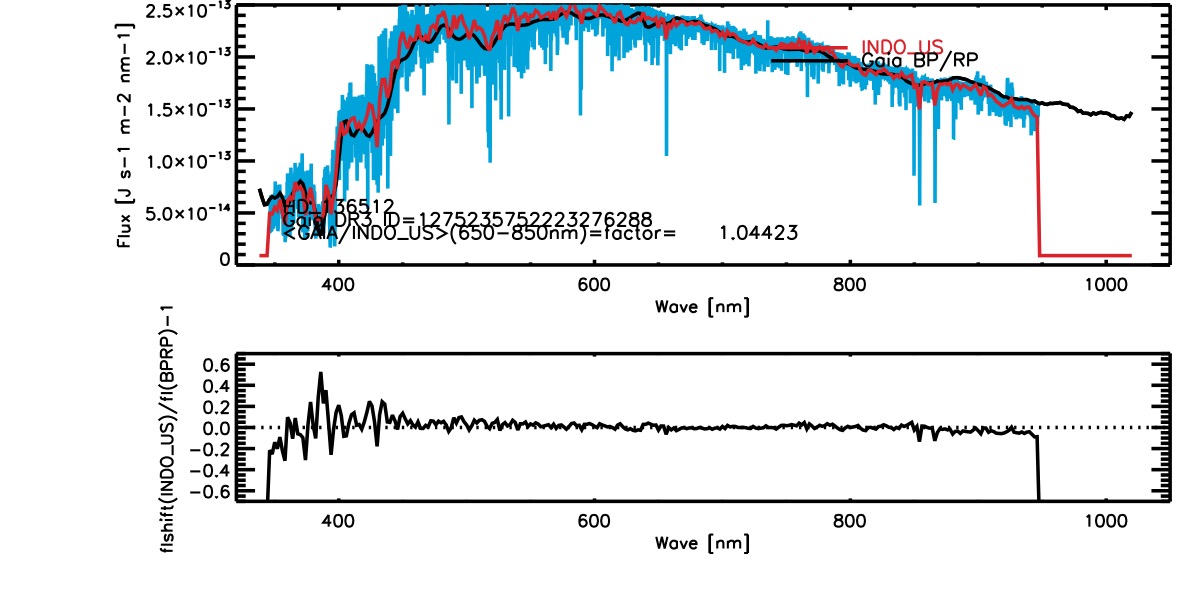 2.5×10⁻¹³
2.0×10⁻¹³
1.5×10⁻¹³
1.0×10⁻¹³
5.0×10⁻¹⁴
0
Flux [J s-1 m-2 nm-1]
INDO_US
Gaia BP/RP
HD_136512
Gaia DR3 ID=1275235752223276288
<GAIA/INDO_US>(650-850nm)=factor= 1.04423
400 600 800 1000
Wave [nm]
0.6
0.4
0.2
0.0
-0.2
-0.4
-0.6
flshift(INDO_US)/fl(BPRP)-1
400 600 800 1000
Wave [nm]